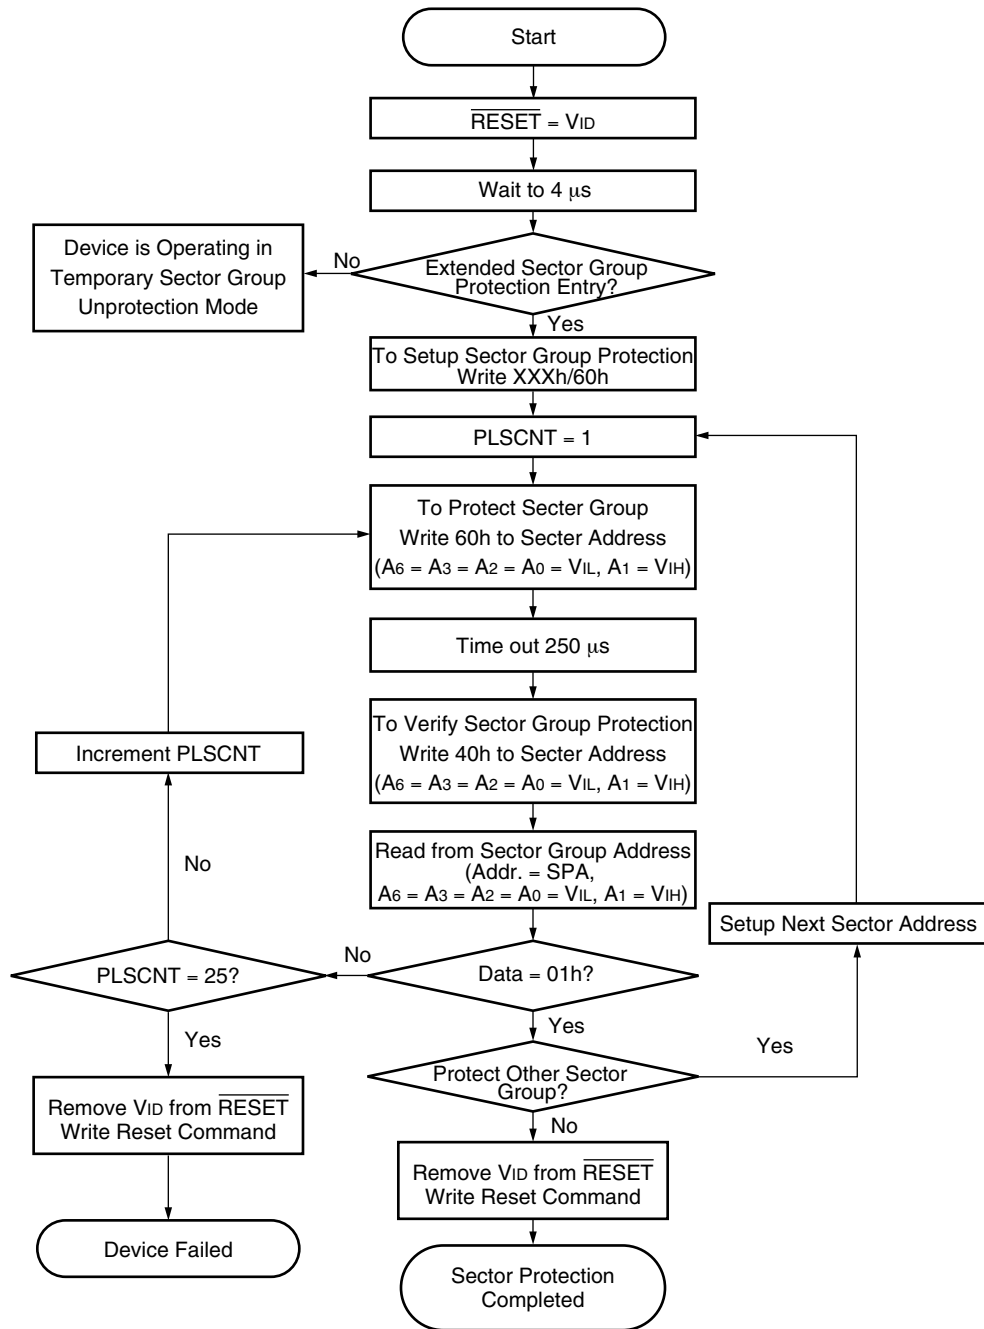 Start
RESET = VID
Wait to 4 μs
Device is Operating in
Temporary Sector Group
Unprotection Mode
No
Extended Sector Group
Protection Entry?
Yes
To Setup Sector Group Protection
Write XXXh/60h
PLSCNT = 1
To Protect Secter Group
Write 60h to Secter Address
(A6 = A3 = A2 = A0 = VIL, A1 = VIH)
Time out 250 μs
To Verify Sector Group Protection
Write 40h to Secter Address
(A6 = A3 = A2 = A0 = VIL, A1 = VIH)
Increment PLSCNT
Read from Sector Group Address
(Addr. = SPA,
A6 = A3 = A2 = A0 = VIL, A1 = VIH)
No
Setup Next Sector Address
PLSCNT = 25?
No
Data = 01h?
Yes
Yes
Yes
Protect Other Sector
Group?
No
Remove VID from RESET
Write Reset Command
Remove VID from RESET
Write Reset Command
Device Failed
Sector Protection
Completed